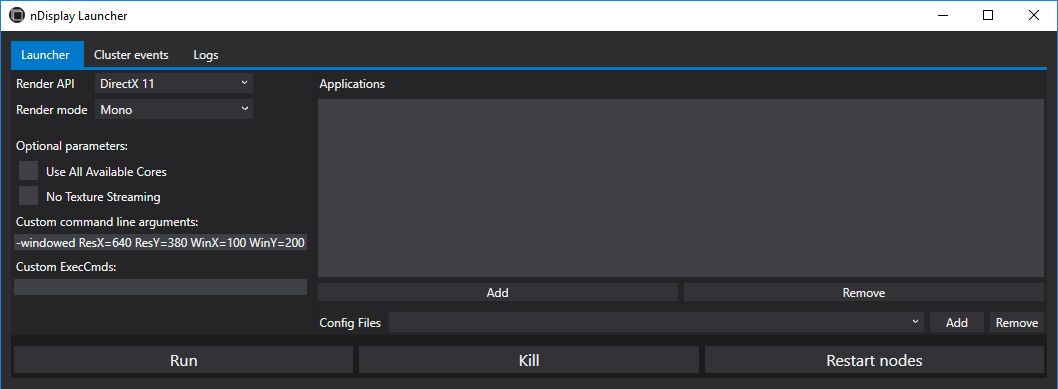 nDisplay Launcher
Launcher Cluster events Logs
Render API DirectX 11
Render mode Mono
Optional parameters:
Use All Available Cores
No Texture Streaming
Custom command line arguments:
-windowed ResX=640 ResY=380 WinX=100 WinY=200
Custom ExecCmds:
Applications
Add Remove
Config Files Add Remove
Run Kill Restart nodes